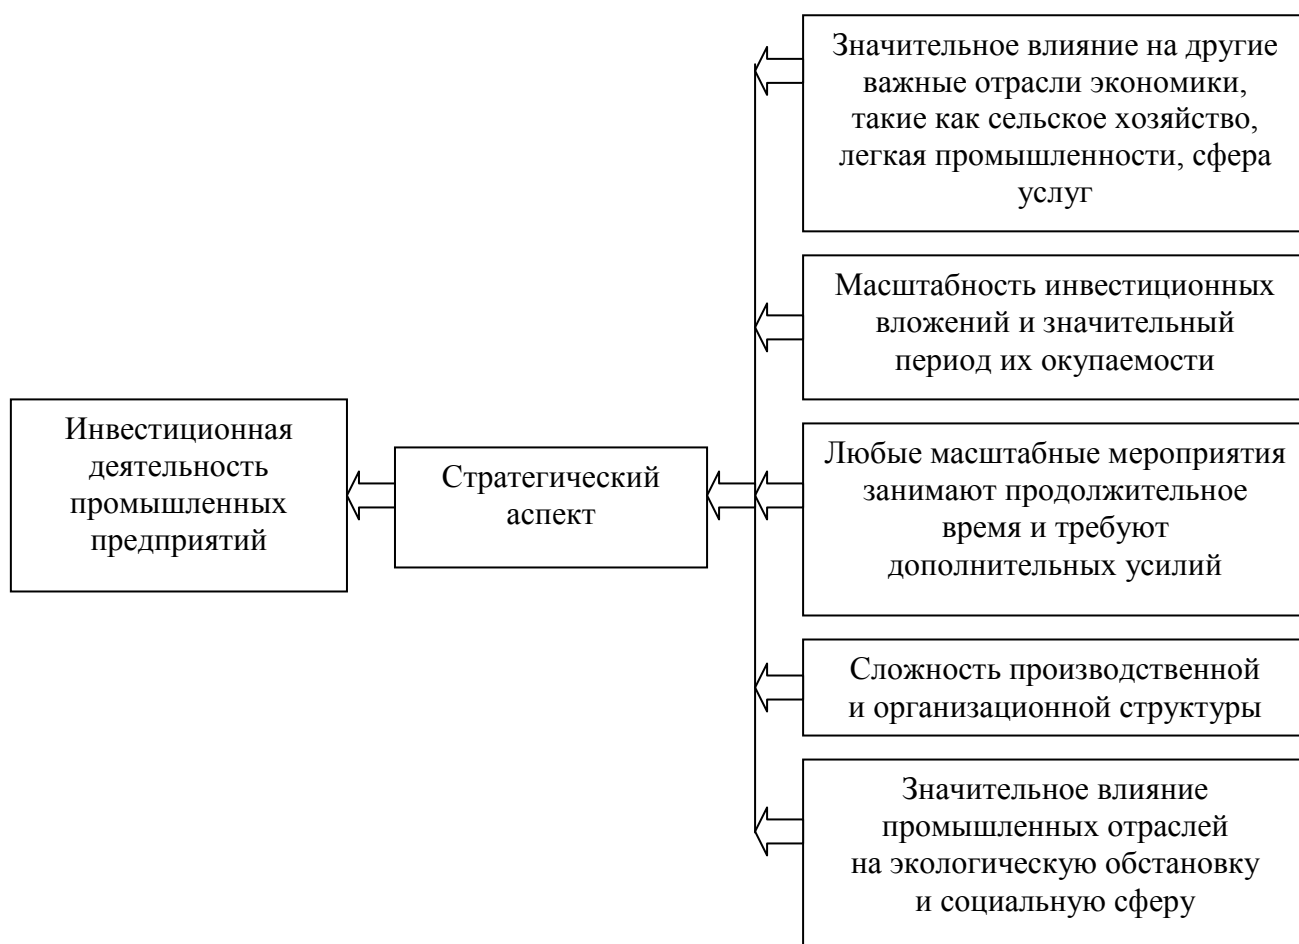 Инвестиционная
деятельность
промышленных
предприятий
Стратегический
аспект
Значительное влияние на другие
важные отрасли экономики,
такие как сельское хозяйство,
легкая промышленности, сфера
услуг
Масштабность инвестиционных
вложений и значительный
период их окупаемости
Любые масштабные мероприятия
занимают продолжительное
время и требуют
дополнительных усилий
Сложность производственной
и организационной структуры
Значительное влияние
промышленных отраслей
на экологическую обстановку
и социальную сферу